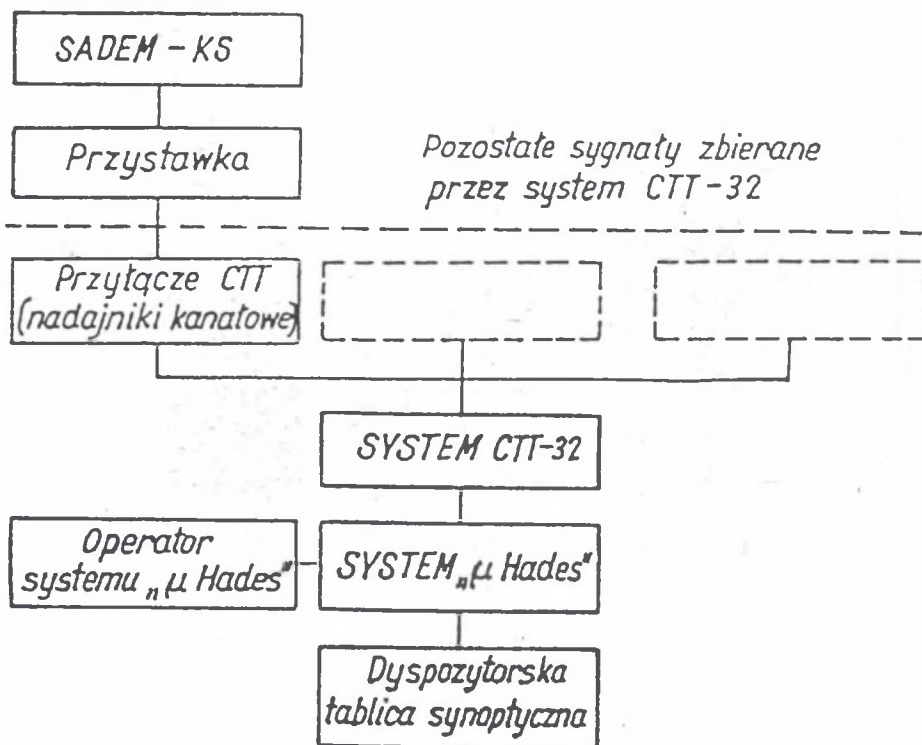 SADEM - KS
Przystawka
Pozostałe sygnały zbierane
przez system CTT-32
Przyłącze CTT
(nadajniki kanałowe)
SYSTEM CTT-32
Operator
systemu „μ Hades"
SYSTEM „μ Hades"
Dyspozytorska
tablica synoptyczna